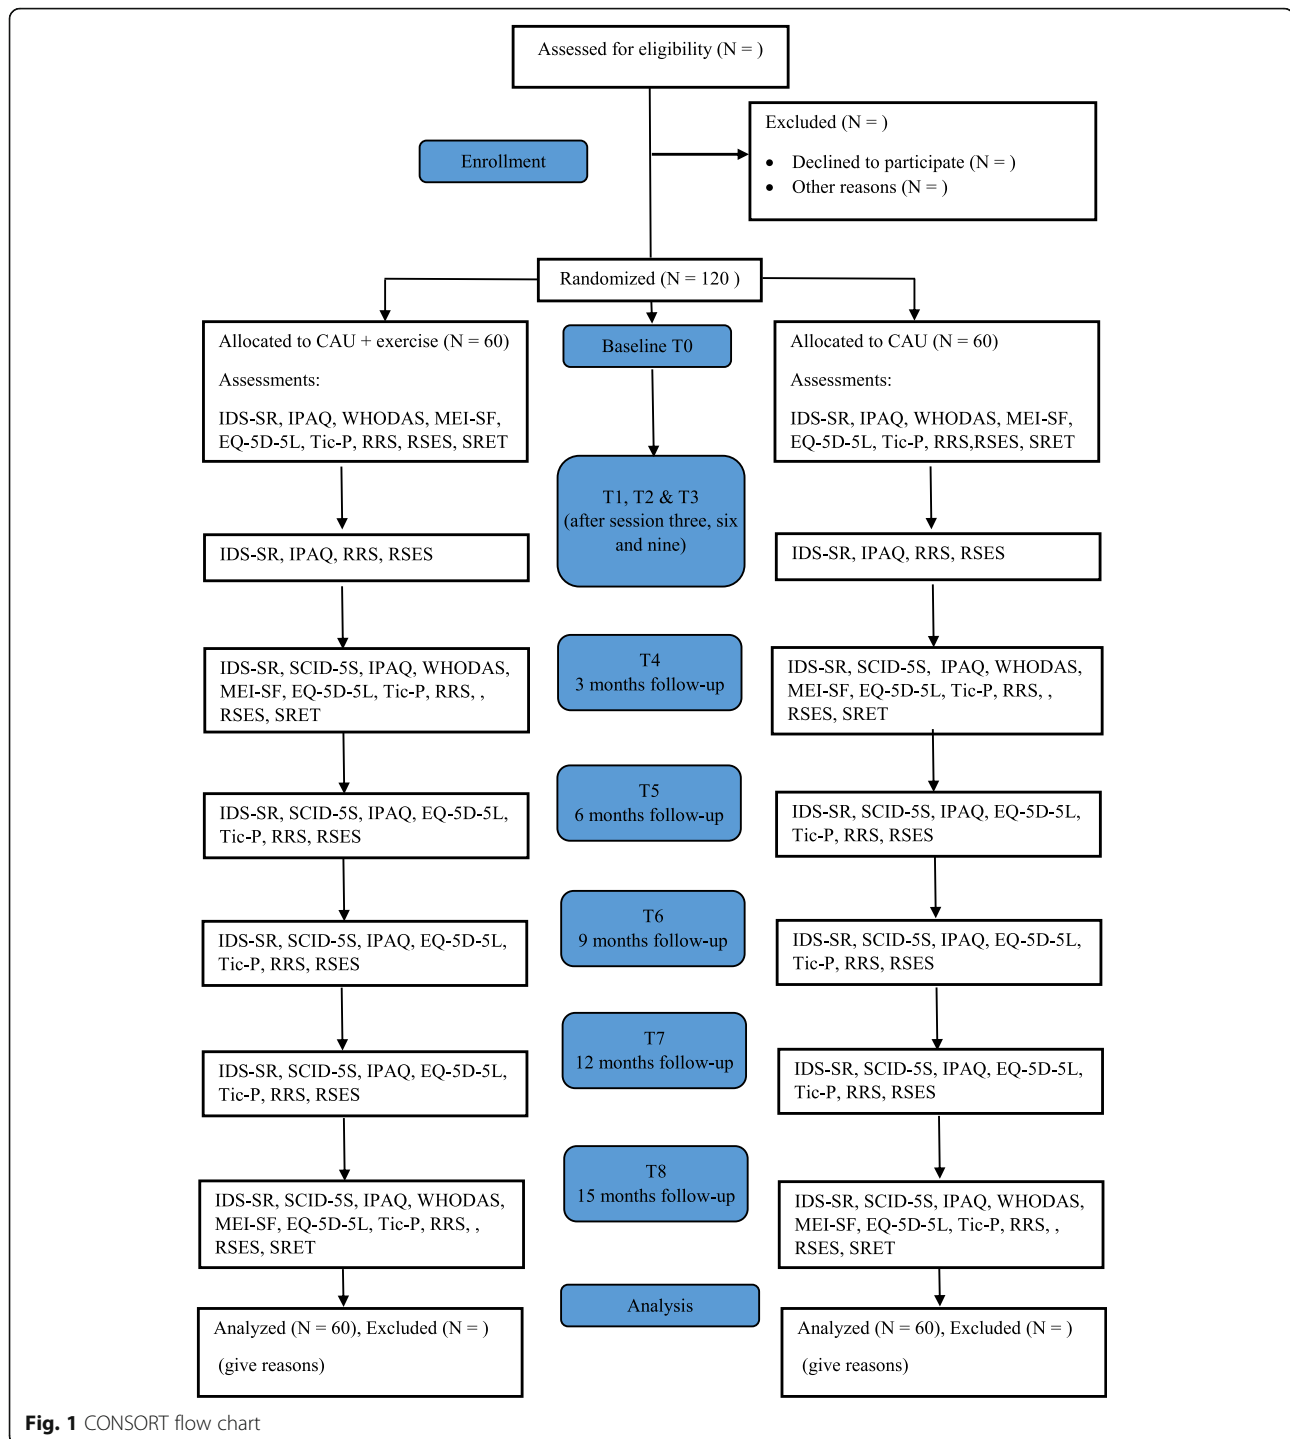 Assessed for eligibility (N = )
Enrollment
Excluded (N = )
• Declined to participate (N = )
• Other reasons (N = )
Randomized (N = 120 )
Allocated to CAU + exercise (N = 60)
Assessments:
IDS-SR, IPAQ, WHODAS, MEI-SF,
EQ-5D-5L, Tic-P, RRS, RSES, SRET
Baseline T0
Allocated to CAU (N = 60)
Assessments:
IDS-SR, IPAQ, WHODAS, MEI-SF,
EQ-5D-5L, Tic-P, RRS,RSES, SRET
IDS-SR, IPAQ, RRS, RSES
T1, T2 & T3
(after session three, six
and nine)
IDS-SR, IPAQ, RRS, RSES
IDS-SR, SCID-5S, IPAQ, WHODAS,
MEI-SF, EQ-5D-5L, Tic-P, RRS, ,
RSES, SRET
T4
3 months follow-up
IDS-SR, SCID-5S, IPAQ, WHODAS,
MEI-SF, EQ-5D-5L, Tic-P, RRS, ,
RSES, SRET
IDS-SR, SCID-5S, IPAQ, EQ-5D-5L,
Tic-P, RRS, RSES
T5
6 months follow-up
IDS-SR, SCID-5S, IPAQ, EQ-5D-5L,
Tic-P, RRS, RSES
IDS-SR, SCID-5S, IPAQ, EQ-5D-5L,
Tic-P, RRS, RSES
T6
9 months follow-up
IDS-SR, SCID-5S, IPAQ, EQ-5D-5L,
Tic-P, RRS, RSES
IDS-SR, SCID-5S, IPAQ, EQ-5D-5L,
Tic-P, RRS, RSES
T7
12 months follow-up
IDS-SR, SCID-5S, IPAQ, EQ-5D-5L,
Tic-P, RRS, RSES
IDS-SR, SCID-5S, IPAQ, WHODAS,
MEI-SF, EQ-5D-5L, Tic-P, RRS, ,
RSES, SRET
T8
15 months follow-up
IDS-SR, SCID-5S, IPAQ, WHODAS,
MEI-SF, EQ-5D-5L, Tic-P, RRS, ,
RSES, SRET
Analyzed (N = 60), Excluded (N = )
(give reasons)
Analysis
Analyzed (N = 60), Excluded (N = )
(give reasons)
Fig. 1 CONSORT flow chart